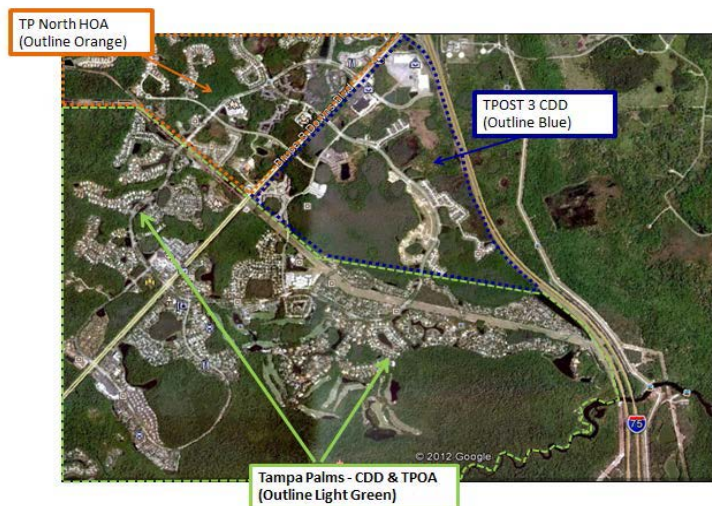 TP North HOA
(Outline Orange)
TPOST 3 CDD
(Outline Blue)
75
© 2012 Google
Tampa Palms - CDD & TPOA
(Outline Light Green)